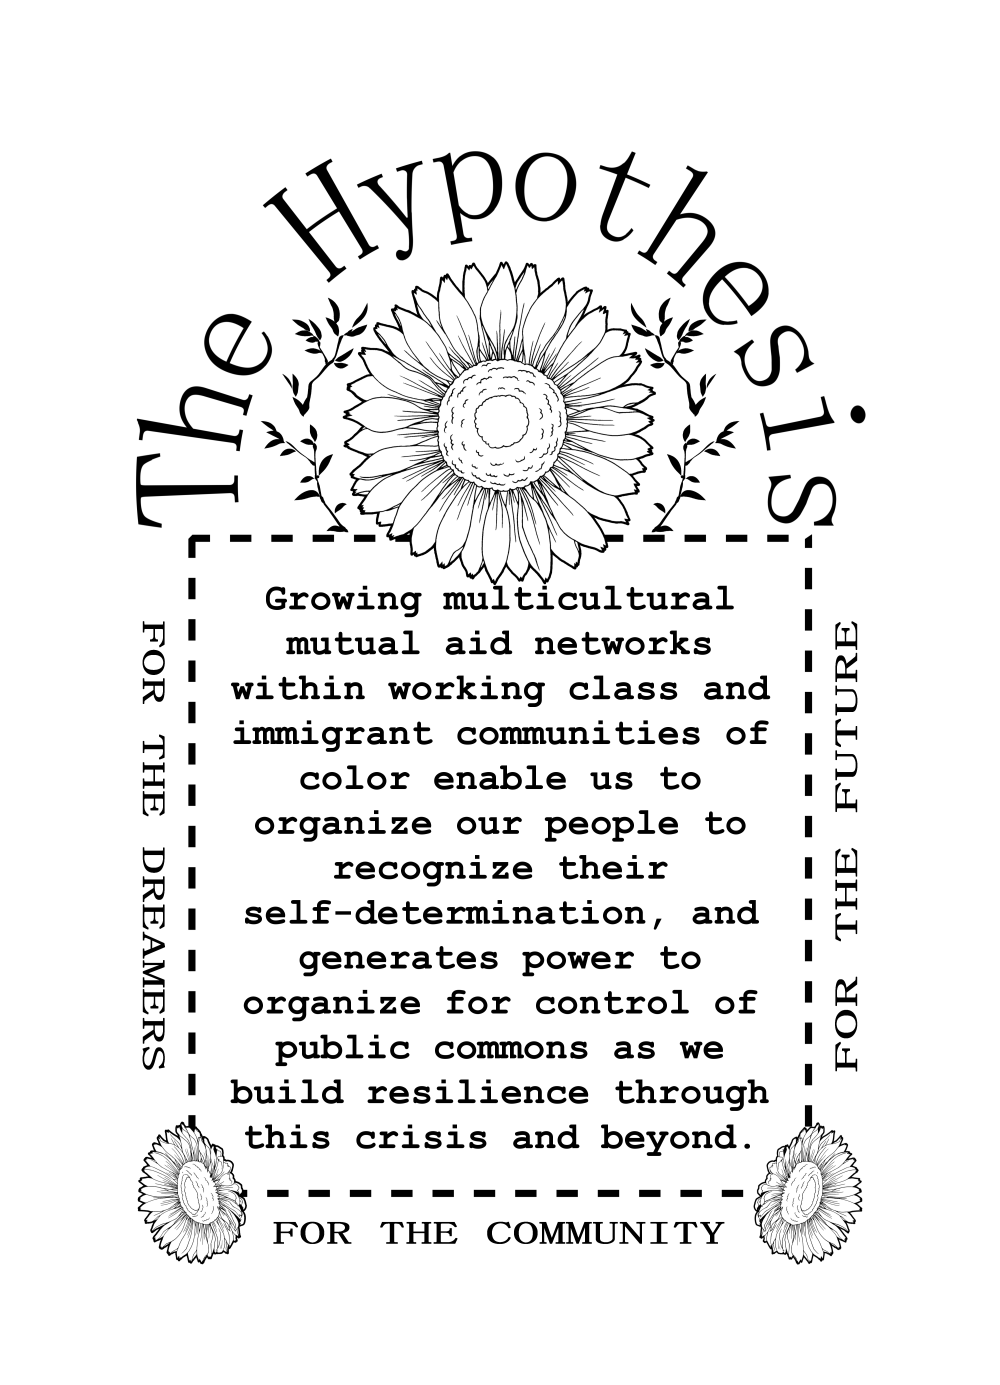 The Hypothesis
Growing multicultural
mutual aid networks
within working class and
immigrant communities of
color enable us to
organize our people to
recognize their
self-determination, and
generates power to
organize for control of
public commons as we
build resilience through
this crisis and beyond.
FOR THE DREAMERS
FOR THE FUTURE
FOR THE COMMUNITY